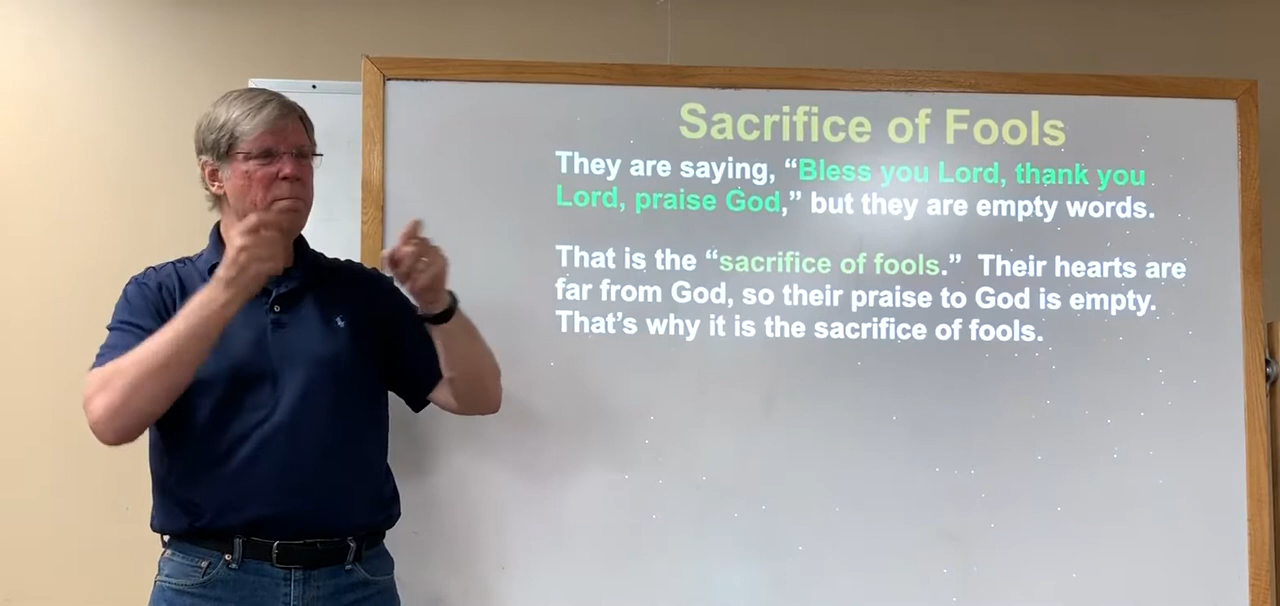 Sacrifice of Fools
They are saying, “Bless you Lord, thank you
Lord, praise God,” but they are empty words.
That is the “sacrifice of fools.” Their hearts are
far from God, so their praise to God is empty.
That’s why it is the sacrifice of fools.